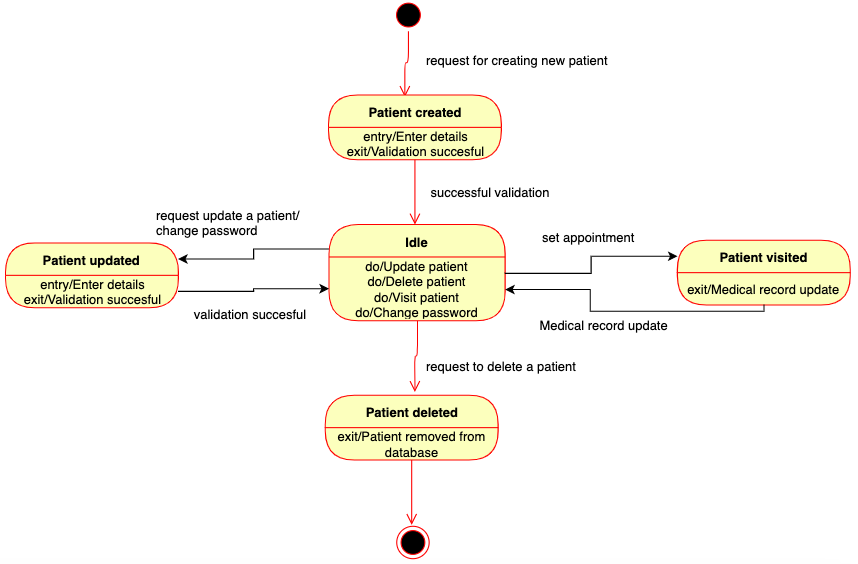 request for creating new patient
Patient created
entry/Enter details
exit/Validation succesful
successful validation
request update a patient/
change password
Patient updated
entry/Enter details
exit/Validation succesful
validation succesful
Idle
do/Update patient
do/Delete patient
do/Visit patient
do/Change password
set appointment
Patient visited
exit/Medical record update
Medical record update
request to delete a patient
Patient deleted
exit/Patient removed from
database